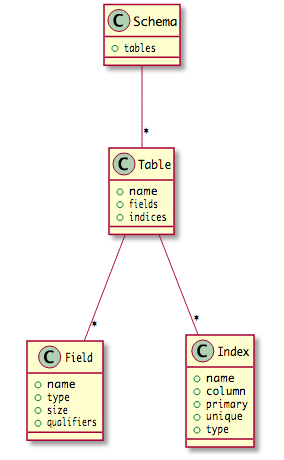 C Schema
tables
*
C Table
name
fields
indices
*
*
C Field
name
type
size
qualifiers
C Index
name
column
primary
unique
type